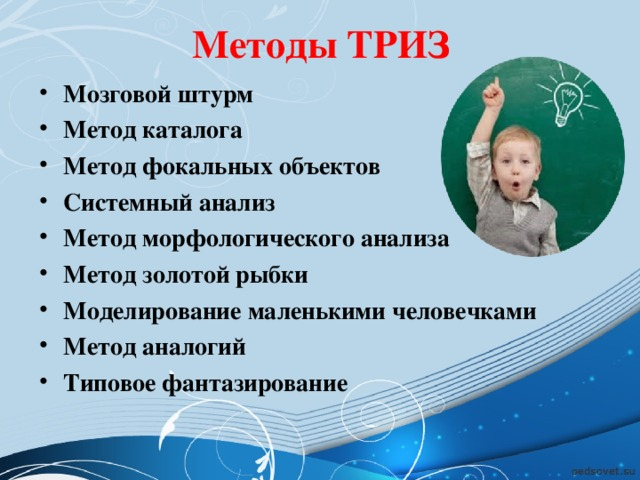 Методы ТРИЗ
• Мозговой штурм
• Метод каталога
• Метод фокальных объектов
• Системный анализ
• Метод морфологического анализа
• Метод золотой рыбки
• Моделирование маленькими человечками
• Метод аналогий
• Типовое фантазирование
pedsovet.su